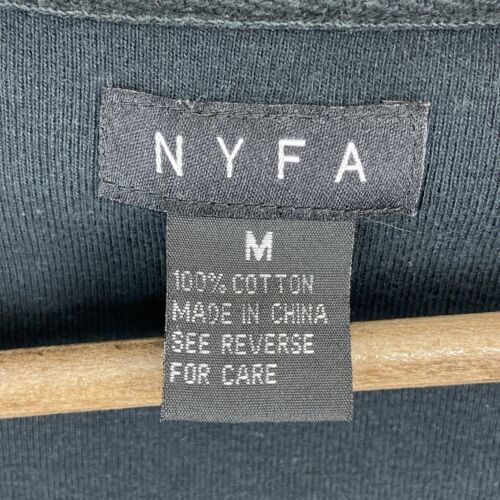 NYFA
M
100% COTTON
MADE IN CHINA
SEE REVERSE
FOR CARE